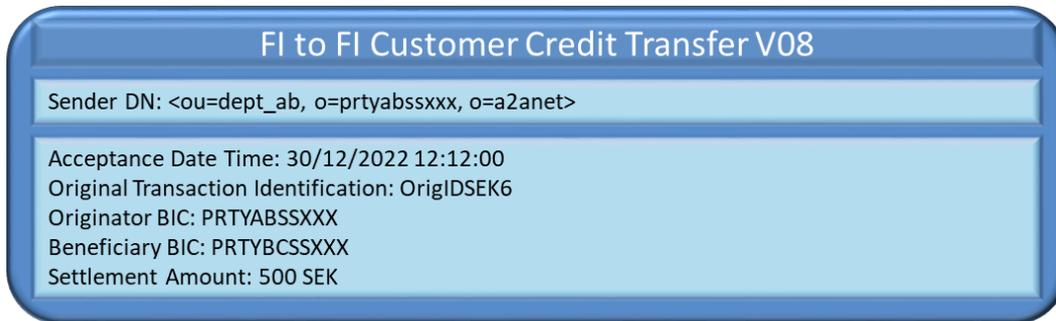 FI to FI Customer Credit Transfer V08
Sender DN: <ou=dept_ab, o=prtyabssxxx, o=a2anet>
Acceptance Date Time: 30/12/2022 12:12:00
Original Transaction Identification: OrigIDSEK6
Originator BIC: PRTYABSSXXX
Beneficiary BIC: PRTYBCSSXXX
Settlement Amount: 500 SEK